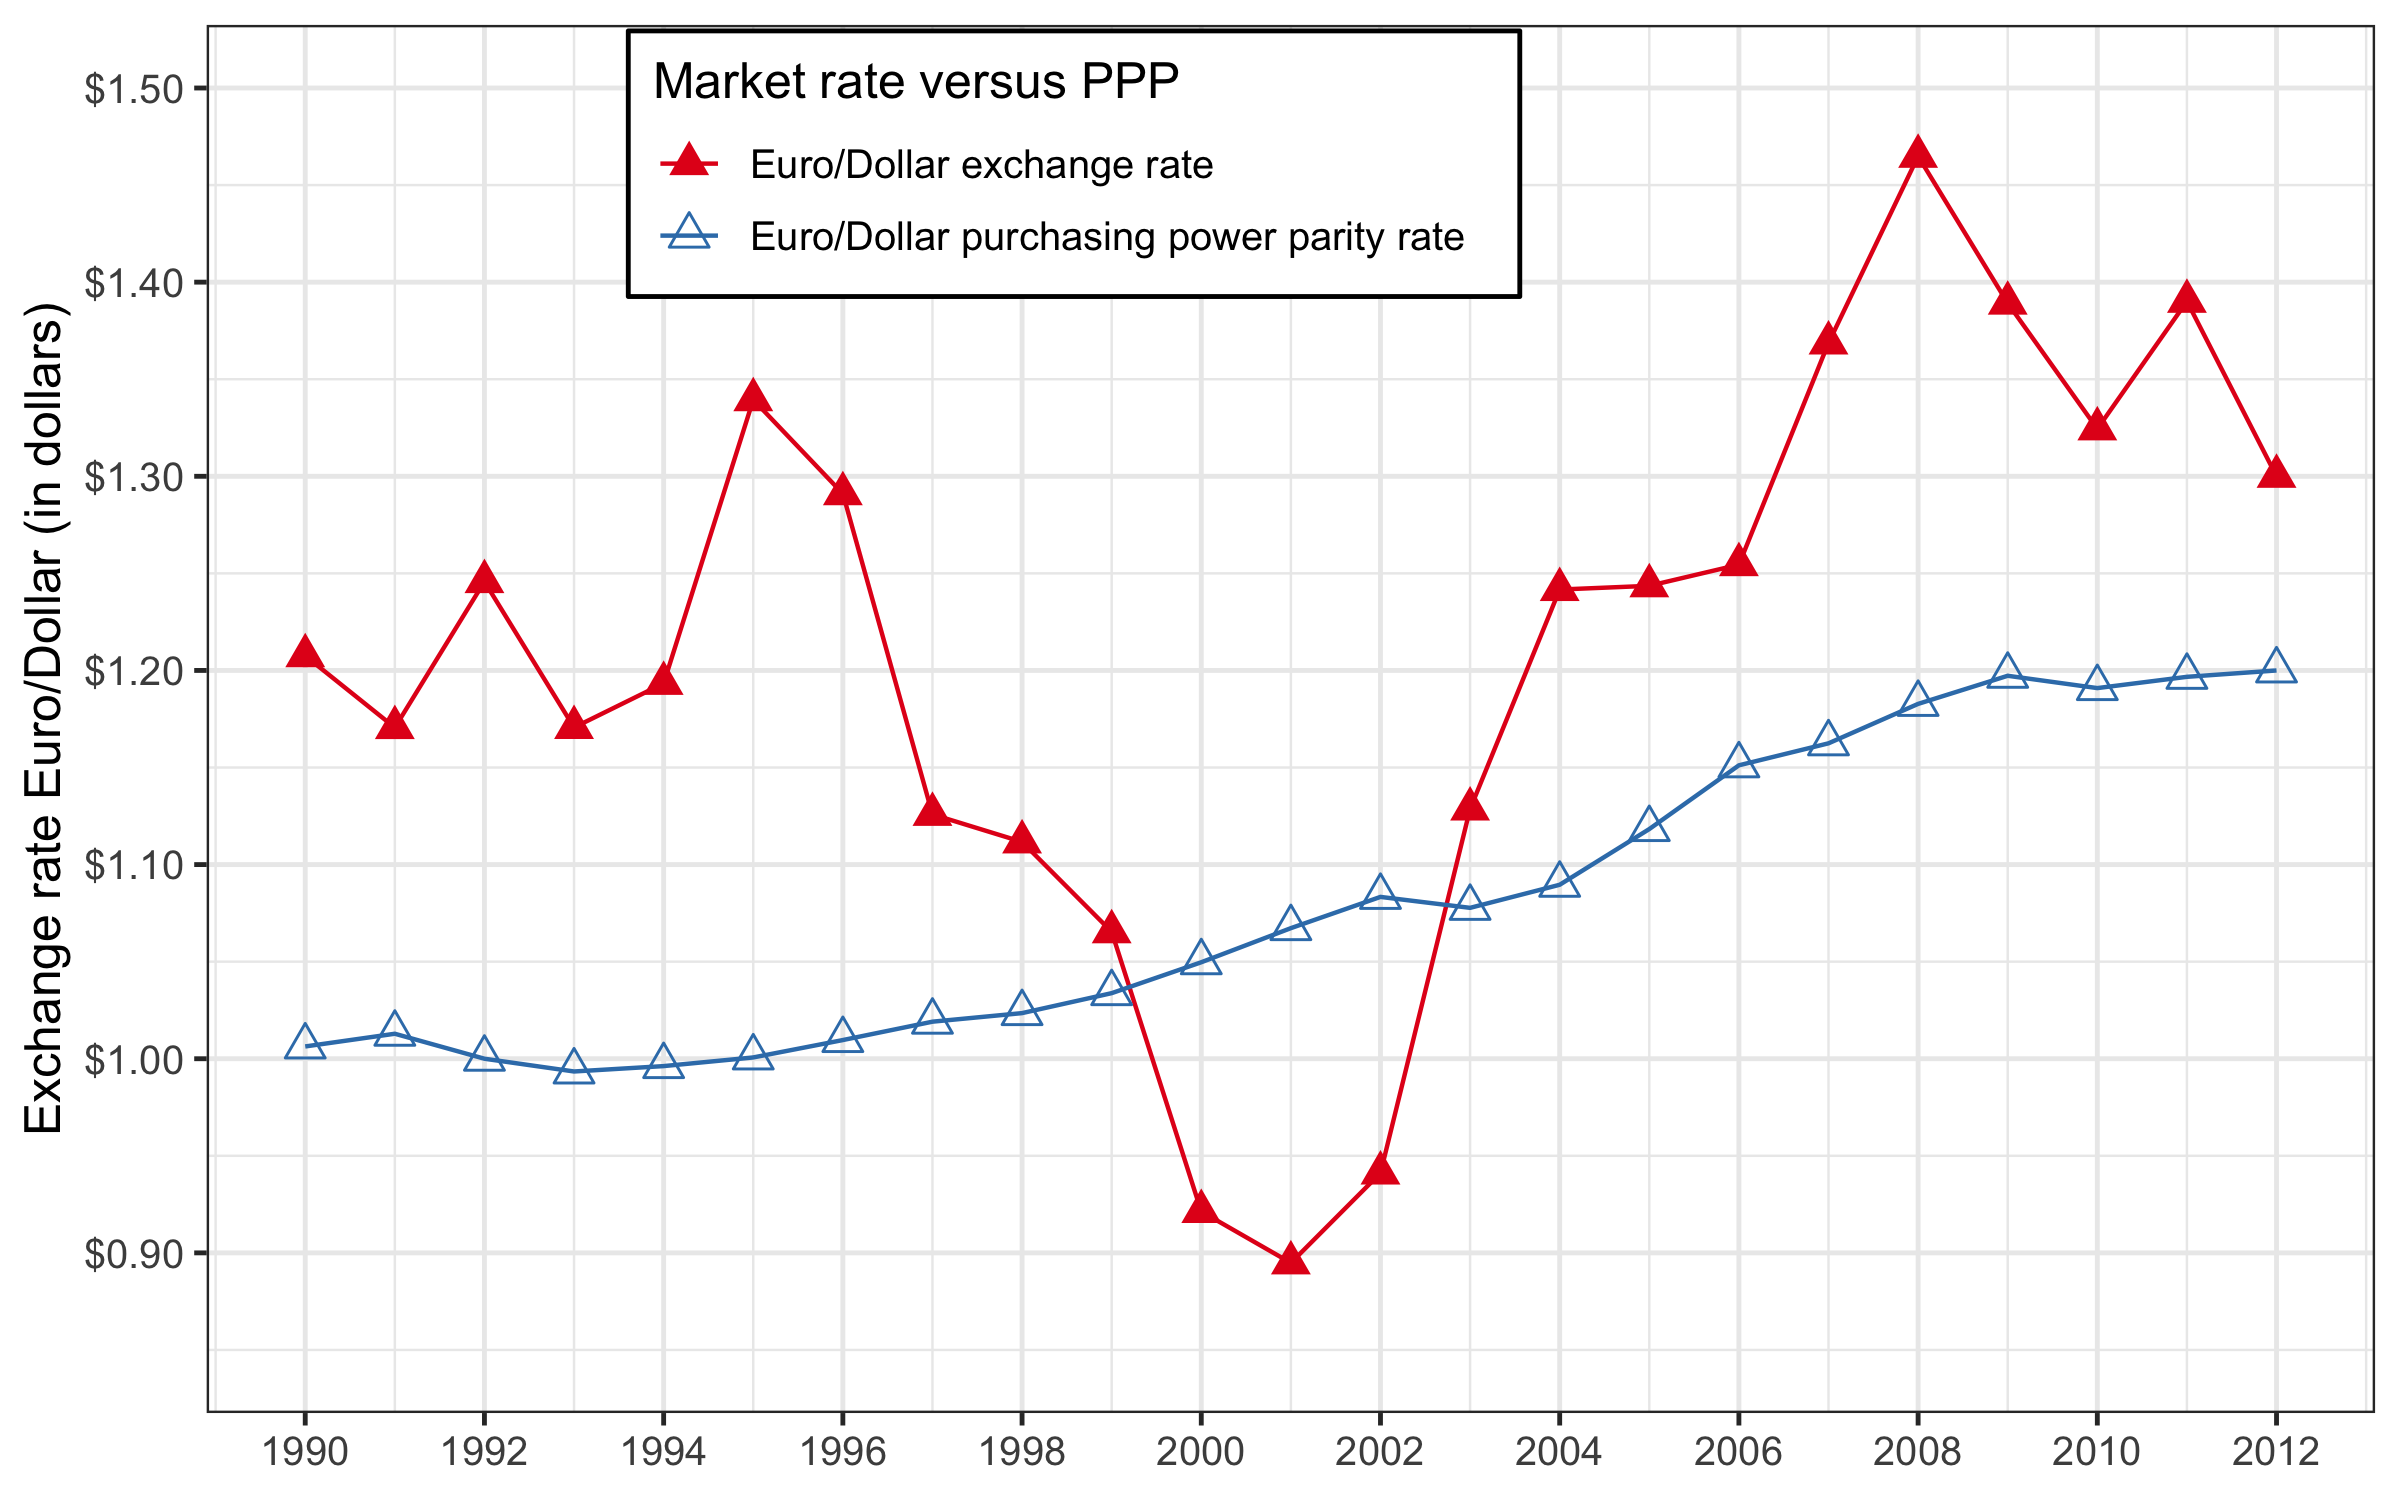 Market rate versus PPP
Euro/Dollar exchange rate
Euro/Dollar purchasing power parity rate
Exchange rate Euro/Dollar (in dollars)
$1.50
$1.40
$1.30
$1.20
$1.10
$1.00
$0.90
1990 1992 1994 1996 1998 2000 2002 2004 2006 2008 2010 2012